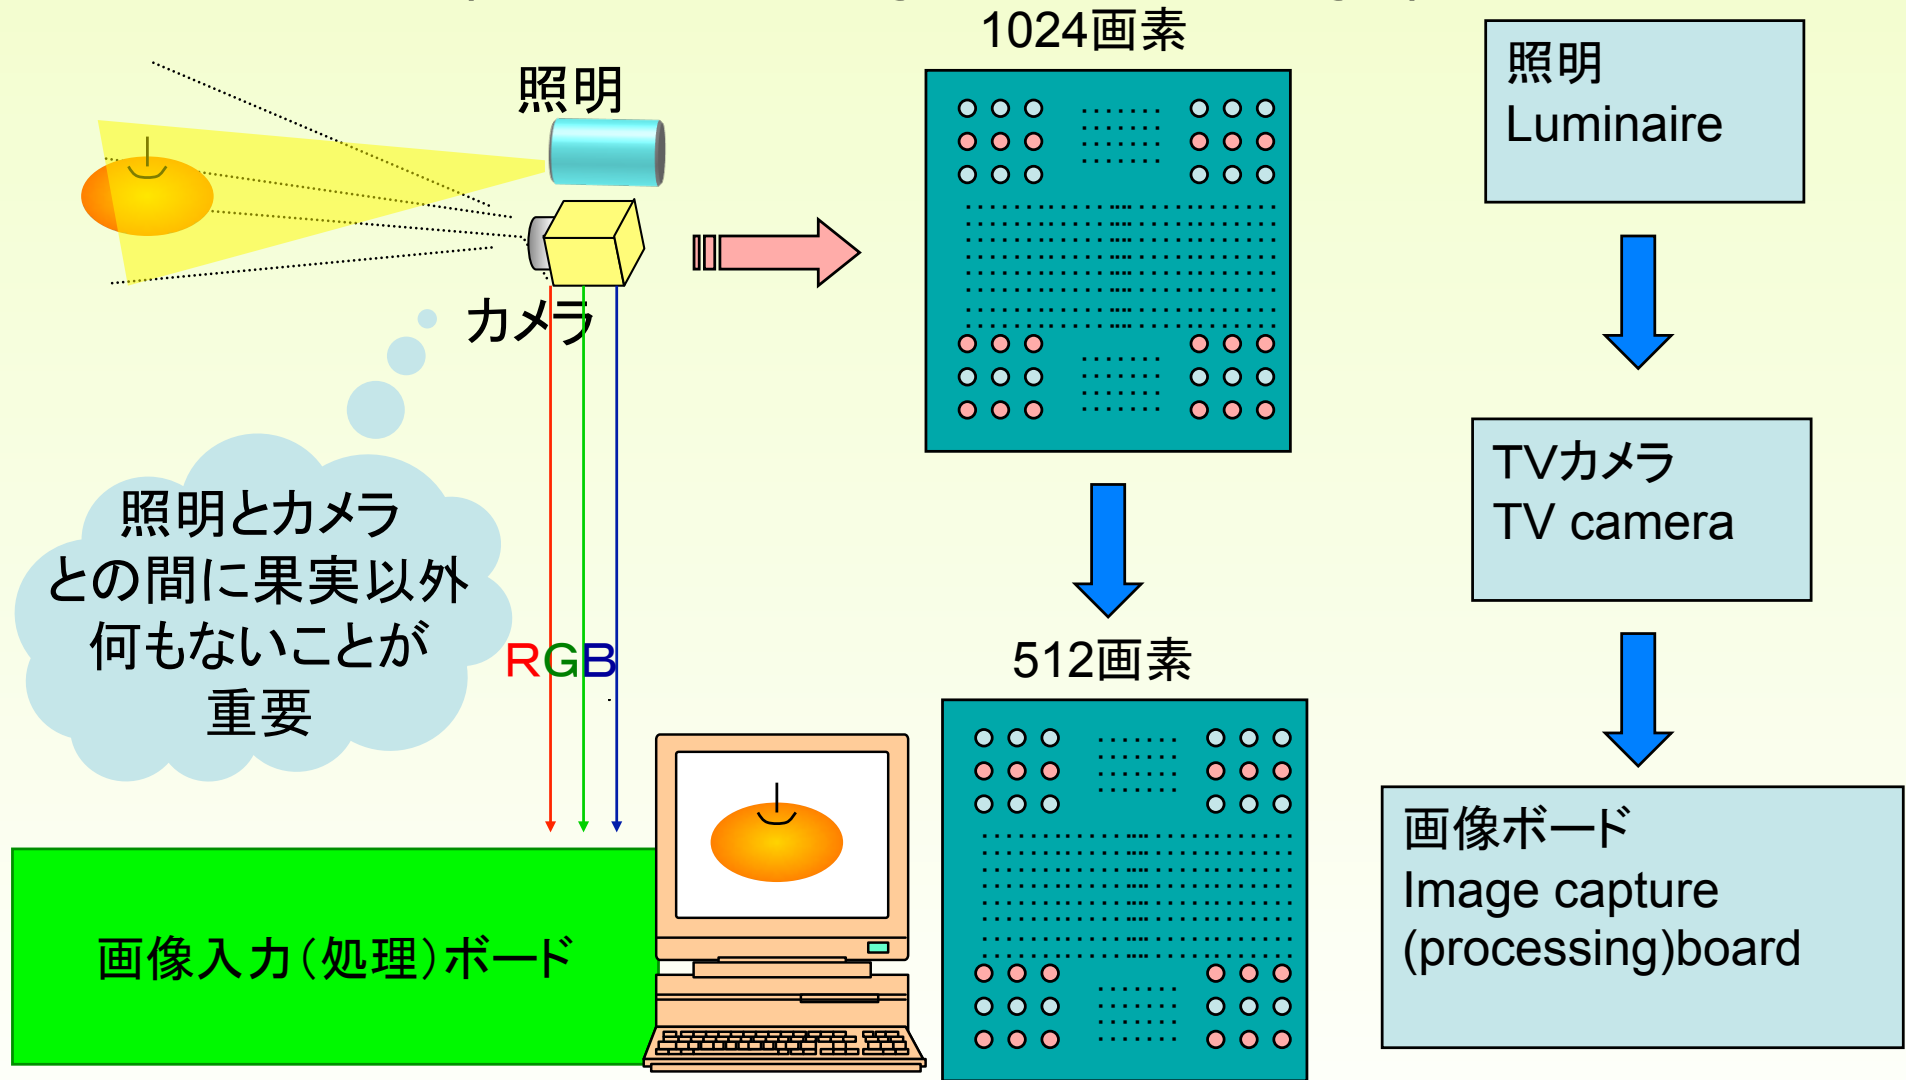 1024画素
照明
カメラ
照明とカメラ
との間に果実以外
何もないことが
重要
RGB
画像入力(処理)ボード
512画素
照明
Luminaire
TVカメラ
TV camera
画像ボード
Image capture
(processing)board